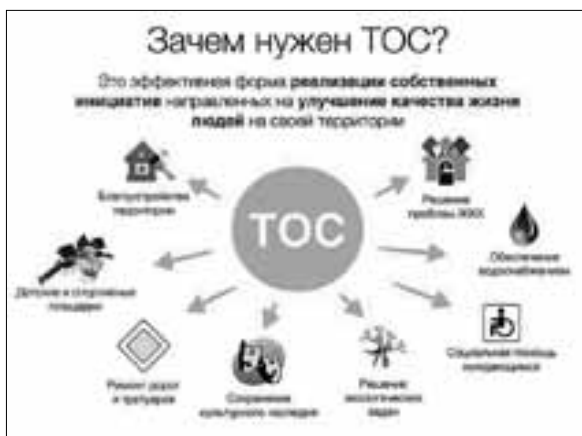 Зачем нужен ТОС?
Это эффективная форма реализации собственных
инициатив направленных на улучшение качества жизни
людей на своей территории
Благоустройство
территории
Решение
проблем ЖКХ
ТОС
Обеспечение
водоснабжением
Детские и спортивные
площадки
Социальная помощь
нуждающимся
Ремонт дорог
и тротуаров
Сохранение
культурного наследия
Решение
экологических
задач